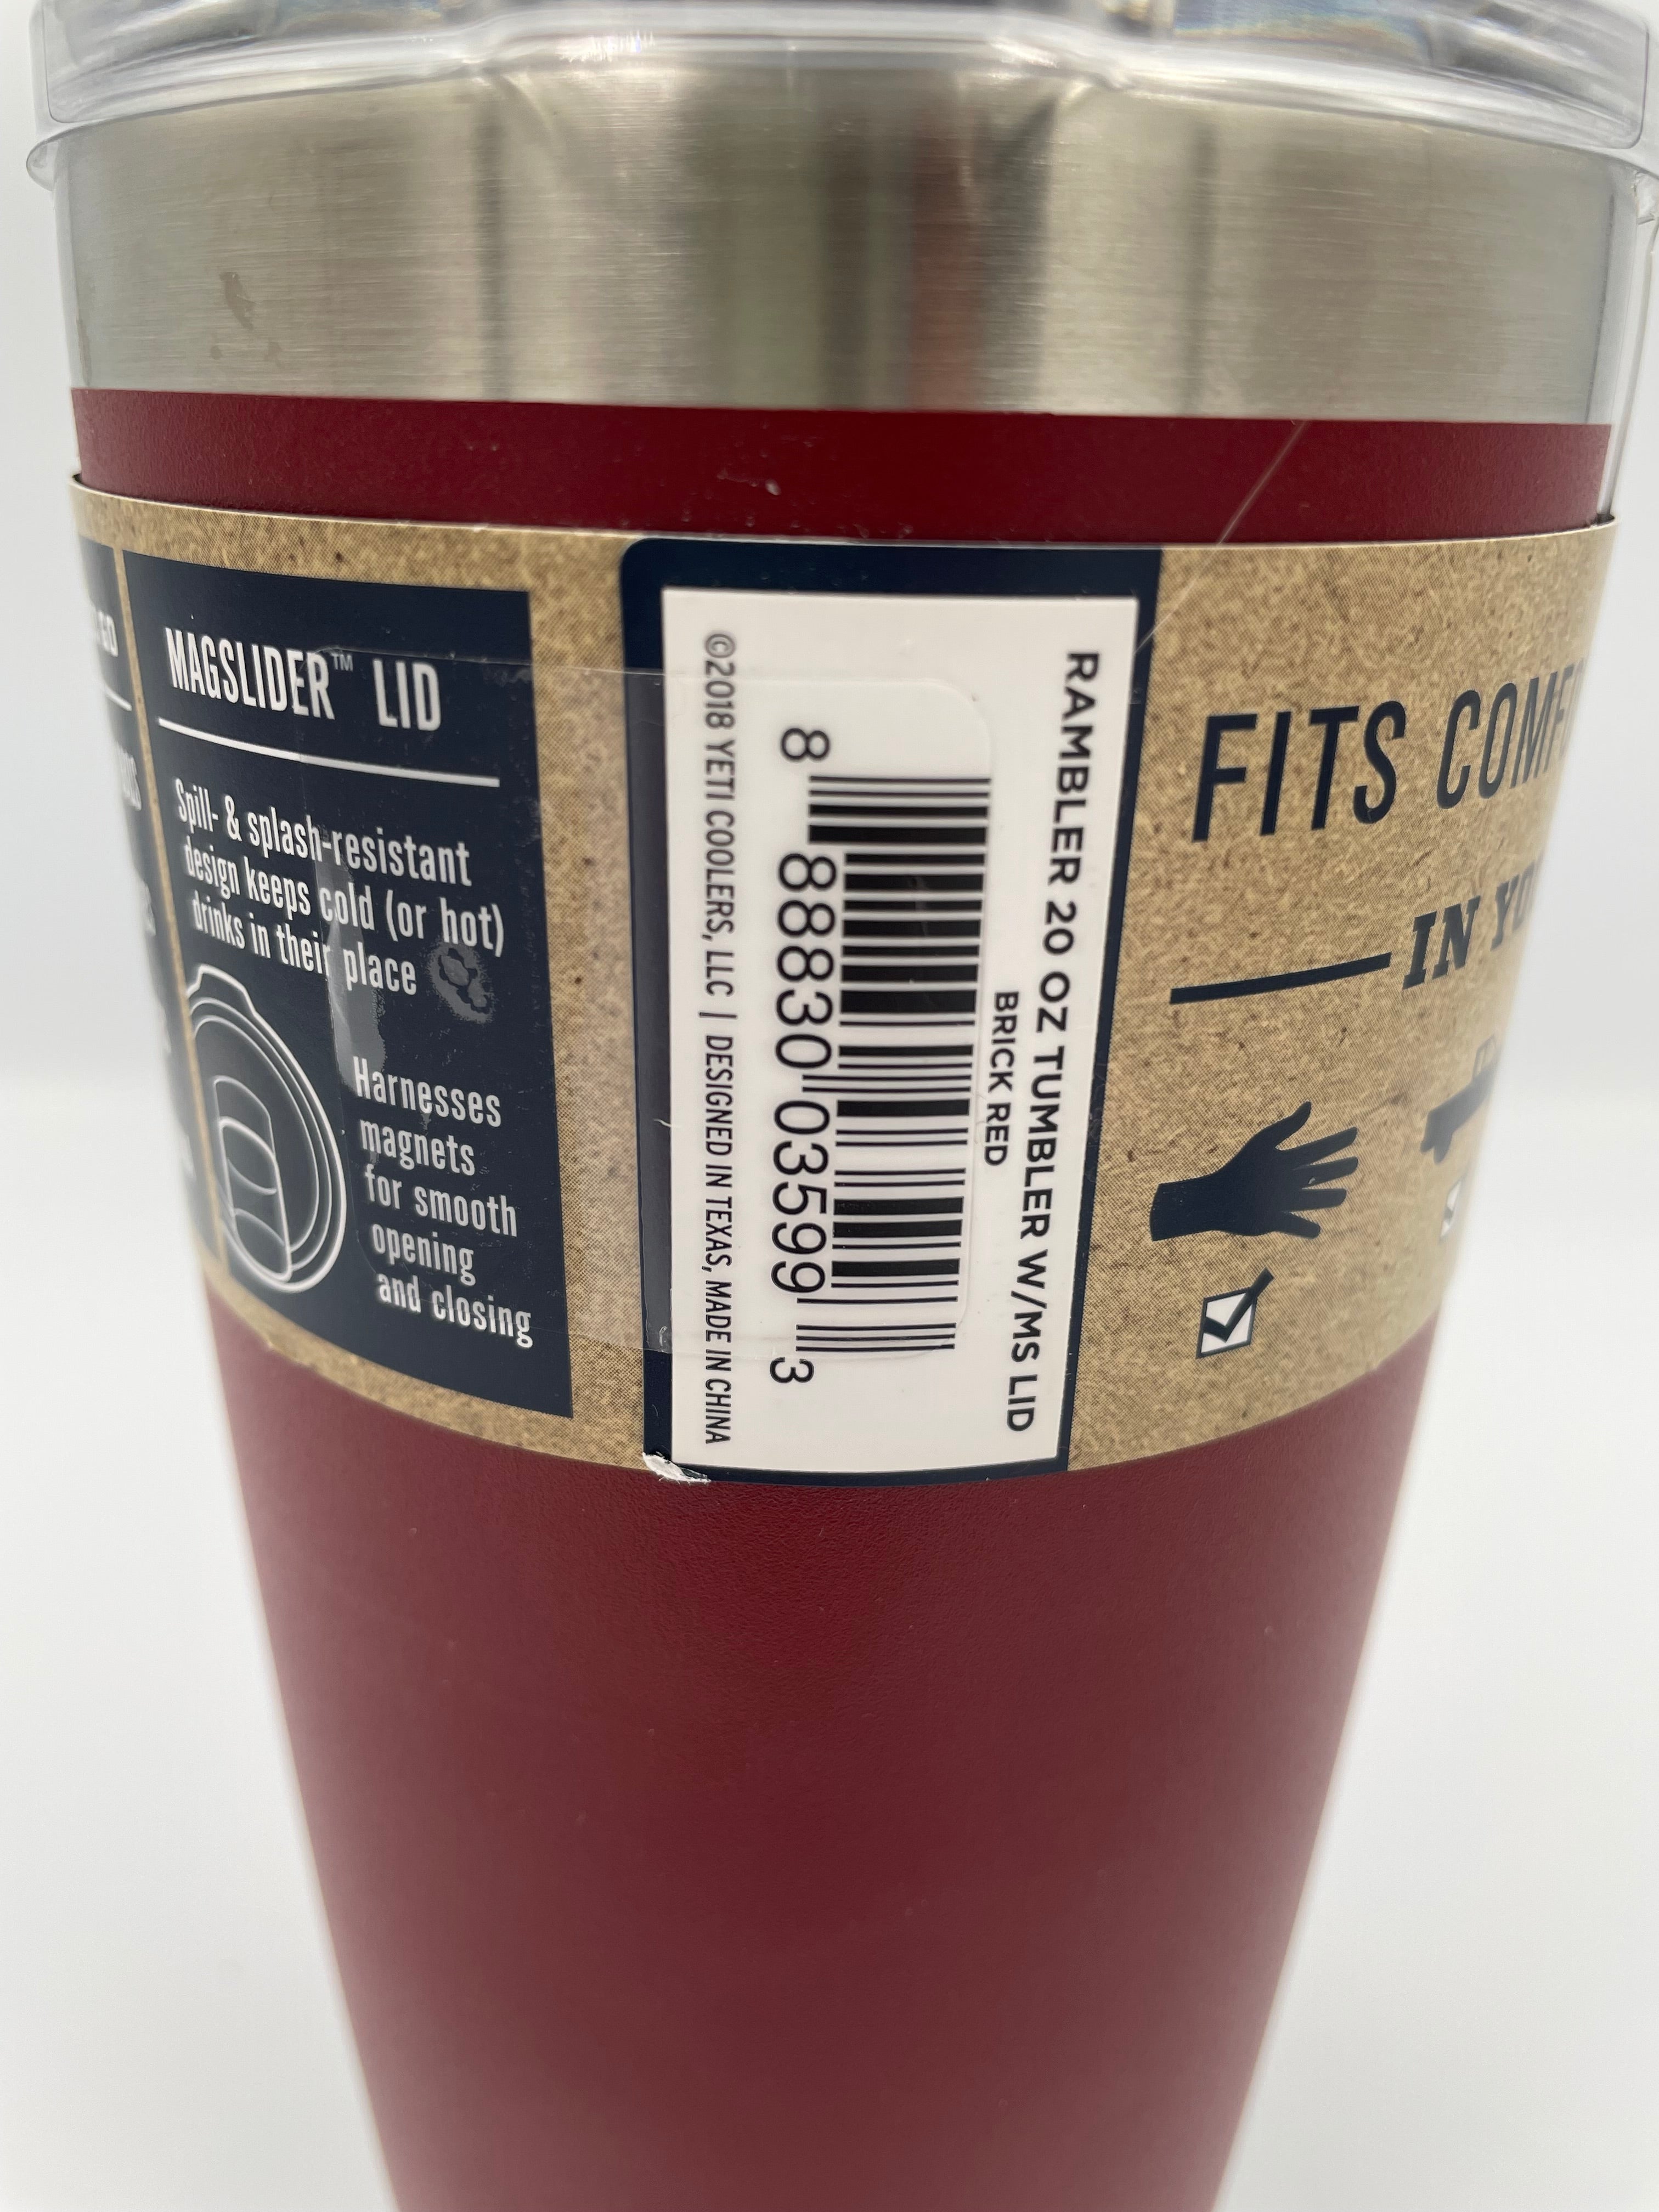 GO
MAGSLIDER™ LID
Spill- & splash-resistant
design keeps cold (or hot)
drinks in their place
Harnesses
magnets
for smooth
opening
and closing
RAMBLER 20 OZ TUMBLER W/MS LID
BRICK RED
8 88830 03599 3
©2018 YETI COOLERS, LLC | DESIGNED IN TEXAS, MADE IN CHINA
FITS
IN